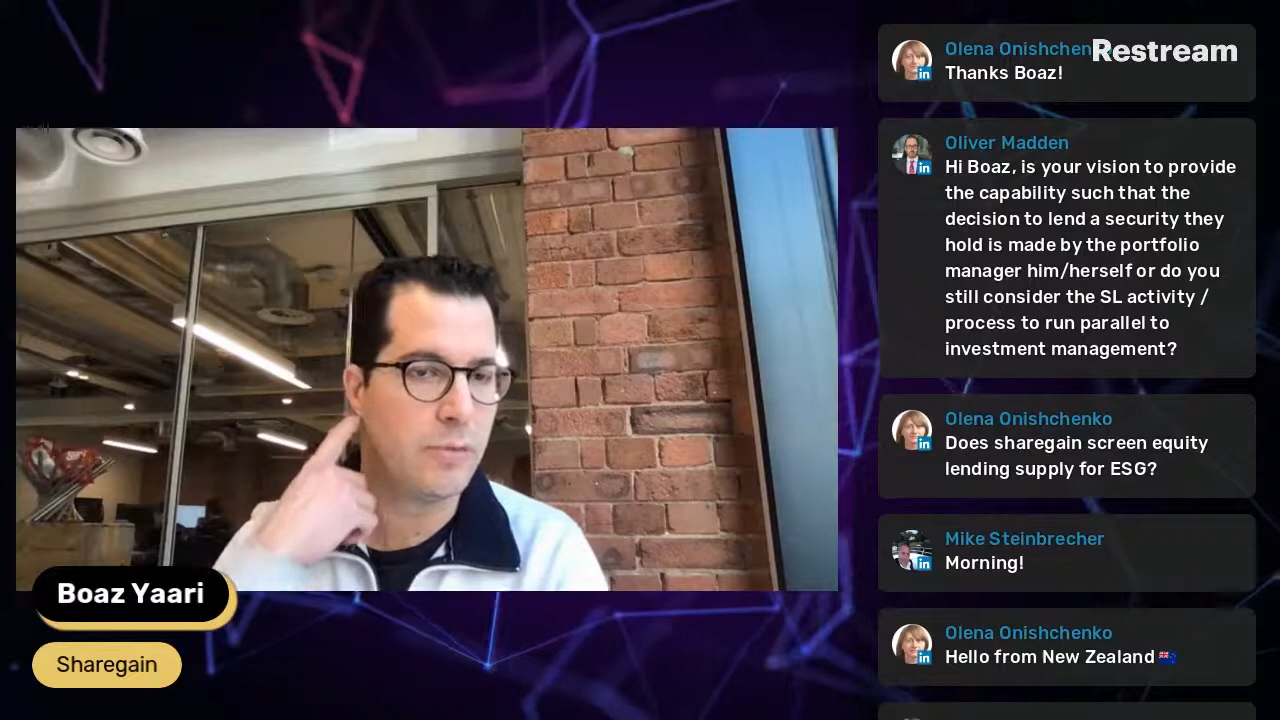 Boaz Yaari
Sharegain
Restream
Olena Onishchen
Thanks Boaz!
Oliver Madden
Hi Boaz, is your vision to provide
the capability such that the
decision to lend a security they
hold is made by the portfolio
manager him/herself or do you
still consider the SL activity /
process to run parallel to
investment management?
Olena Onishchenko
Does sharegain screen equity
lending supply for ESG?
Mike Steinbrecher
Morning!
Olena Onishchenko
Hello from New Zealand 🇳🇿